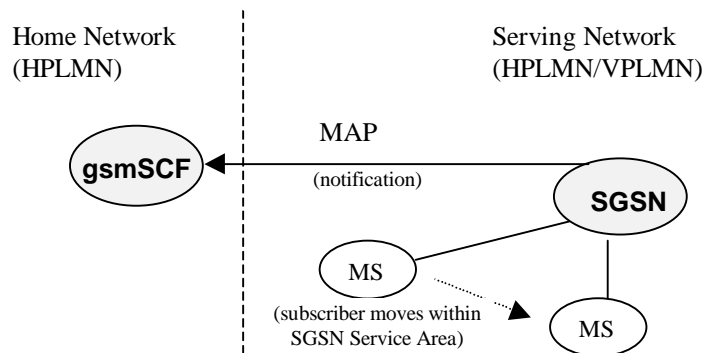 Home Network
(HPLMN)
Serving Network
(HPLMN/VPLMN)
MAP
gsmSCF
(notification)
SGSN
MS
(subscriber moves within
SGSN Service Area)
MS